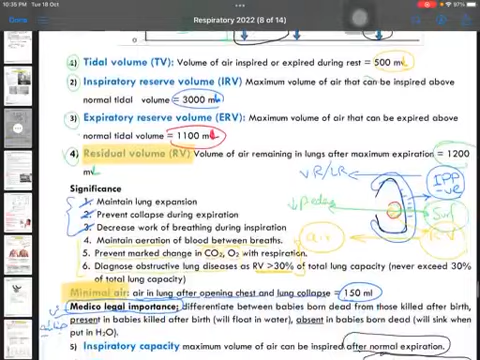 10:35 PM Tue 18 Oct
Respiratory 2022 (8 of 14)
Done
1) Tidal volume (TV): Volume of air inspired or expired during rest = 500 mL
2) Inspiratory reserve volume (IRV) Maximum volume of air that can be inspired above
normal tidal volume = 3000 mL
3) Expiratory reserve volume (ERV): Maximum volume of air that can be expired above
normal tidal volume = 1100 mL
4) Residual volume (RV) Volume of air remaining in lungs after maximum expiration = 1200
mL
Significance
1. Maintain lung expansion
2. Prevent collapse during expiration
3. Decrease work of breathing during inspiration
4. Maintain aeration of blood between breaths.
5. Prevent marked change in CO2, O2 with respiration.
6. Diagnose obstructive lung diseases as RV >30% of total lung capacity (never exceed 30%
of total lung capacity)
↓R/LR
IPP
-ve
Surf
RV
air
Minimal air: air in lung after opening chest and lung collapse = 150 ml
Medico legal importance: differentiate between babies born dead from those killed after birth,
present in babies killed after birth (will float in water), absent in babies born dead (will sink when
put in H2O)
5) Inspiratory capacity maximum volume of air can be inspired after normal expiration.